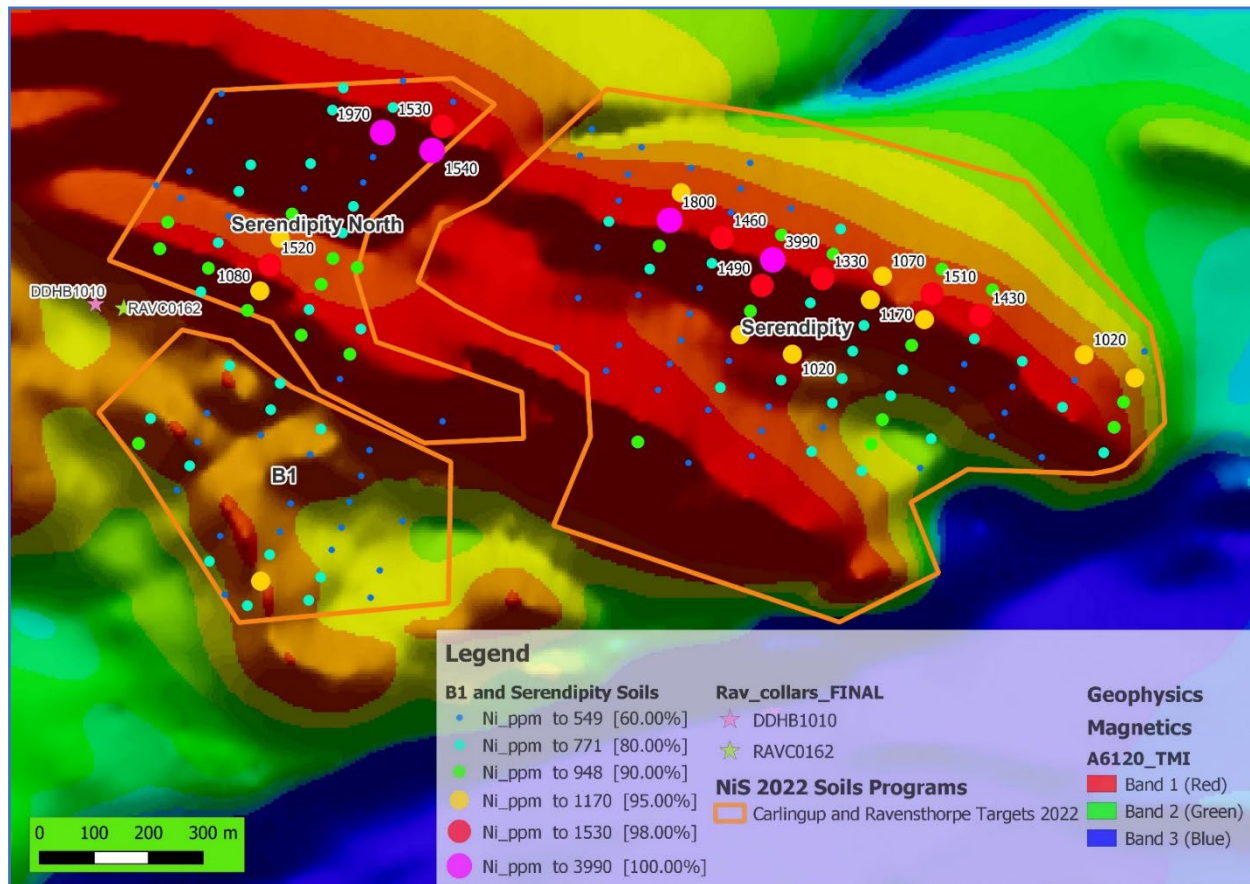 1970
1530
1540
1800
Serendipity North
1460
1520
3990
1080
1490
1330
1070
1510
DDHB1010
RAVC0162
1430
1170
Serendipity
1020
1020
B1
Legend
B1 and Serendipity Soils
Ni_ppm to 549 [60.00%]
Ni_ppm to 771 [80.00%]
Ni_ppm to 948 [90.00%]
Ni_ppm to 1170 [95.00%]
Ni_ppm to 1530 [98.00%]
Ni_ppm to 3990 [100.00%]
Rav_collars_FINAL
DDHB1010
RAVC0162
NiS 2022 Soils Programs
Carlingup and Ravensthorpe Targets 2022
Geophysics
Magnetics
A6120_TMI
Band 1 (Red)
Band 2 (Green)
Band 3 (Blue)
0 100 200 300 m